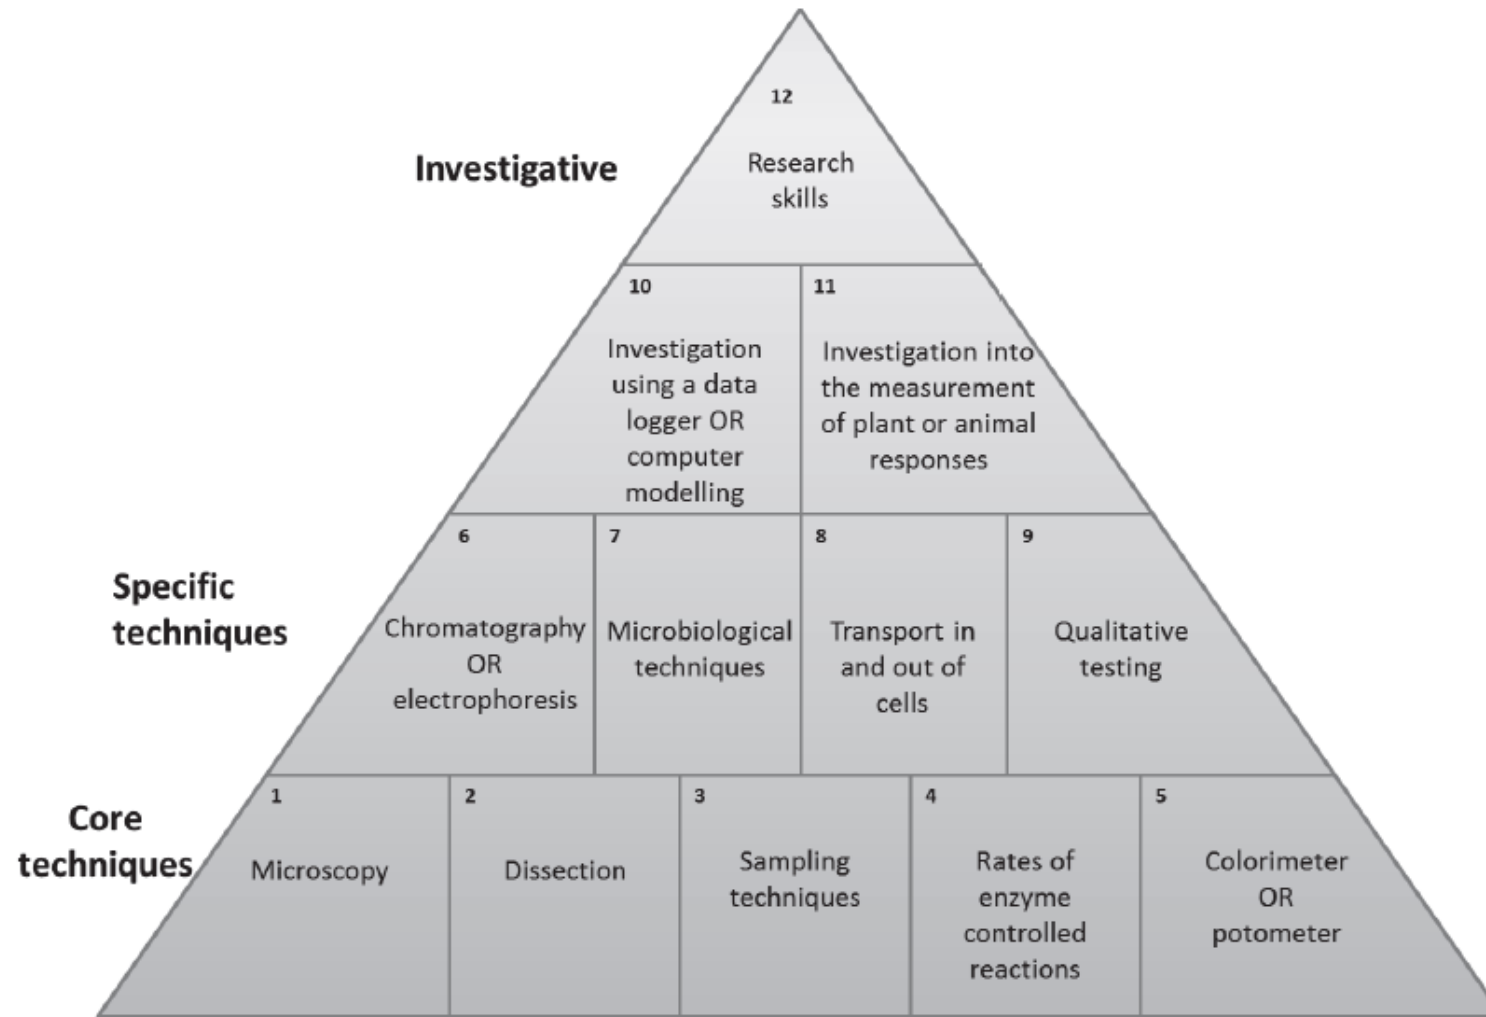 12
Investigative
Research
skills
10
Investigation
using a data
logger OR
computer
modelling
11
Investigation into
the measurement
of plant or animal
responses
Specific
techniques
6
Chromatography
OR
electrophoresis
7
Microbiological
techniques
8
Transport in
and out of
cells
9
Qualitative
testing
Core
techniques
1
Microscopy
2
Dissection
3
Sampling
techniques
4
Rates of
enzyme
controlled
reactions
5
Colorimeter
OR
potometer